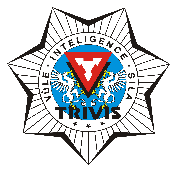 VŮLE · INTELIGENCE · SÍLA
TRIVIS